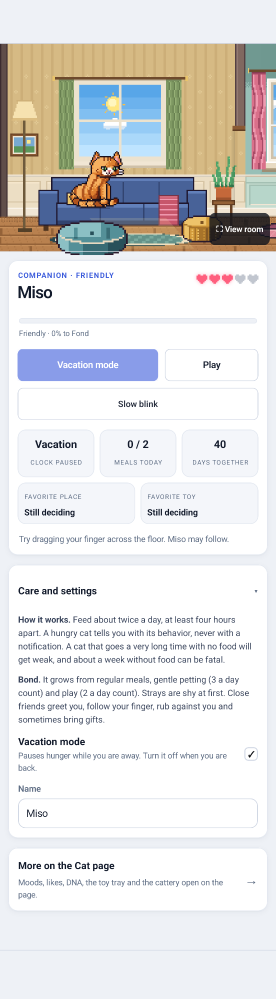 View room
COMPANION · FRIENDLY
Miso
Friendly · 0% to Fond
Vacation mode
Play
Slow blink
Vacation
CLOCK PAUSED
0 / 2
MEALS TODAY
40
DAYS TOGETHER
FAVORITE PLACE
Still deciding
FAVORITE TOY
Still deciding
Try dragging your finger across the floor. Miso may follow.
Care and settings
How it works. Feed about twice a day, at least four hours
apart. A hungry cat tells you with its behavior, never with a
notification. A cat that goes a very long time with no food will
get weak, and about a week without food can be fatal.
Bond. It grows from regular meals, gentle petting (3 a day
count) and play (2 a day count). Strays are shy at first. Close
friends greet you, follow your finger, rub against you and
sometimes bring gifts.
Vacation mode
Pauses hunger while you are away. Turn it off when you are
back.
Name
Miso
More on the Cat page
Moods, likes, DNA, the toy tray and the cattery open on the
page.